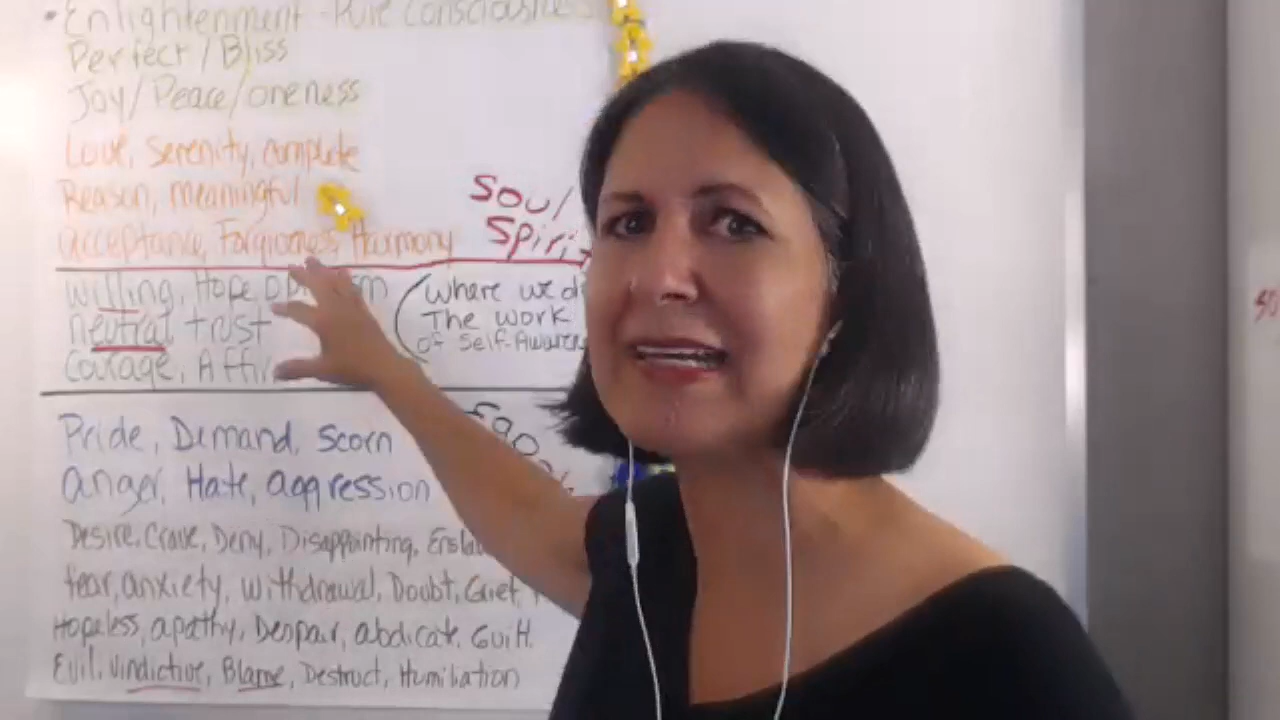 • Enlightenment - Pure Consciousness
Perfect / Bliss
Joy / Peace / oneness
Love, Serenity, complete
Reason, meaningful
acceptance, Forgiveness Harmony
Soul
Spirit
Willing, Hope
neutral trust
Courage,
(where we
The work
of Self-Aware
Ego
Pride, Demand, Scorn
anger, Hate, aggression
Desire, Crave, Deny, Disappointing,
fear, anxiety, withdrawal, Doubt, Grief,
Hopeless, apathy, Despair, abdicate, Guilt.
Evil, Vindictive, Blame, Destruct, Humiliation